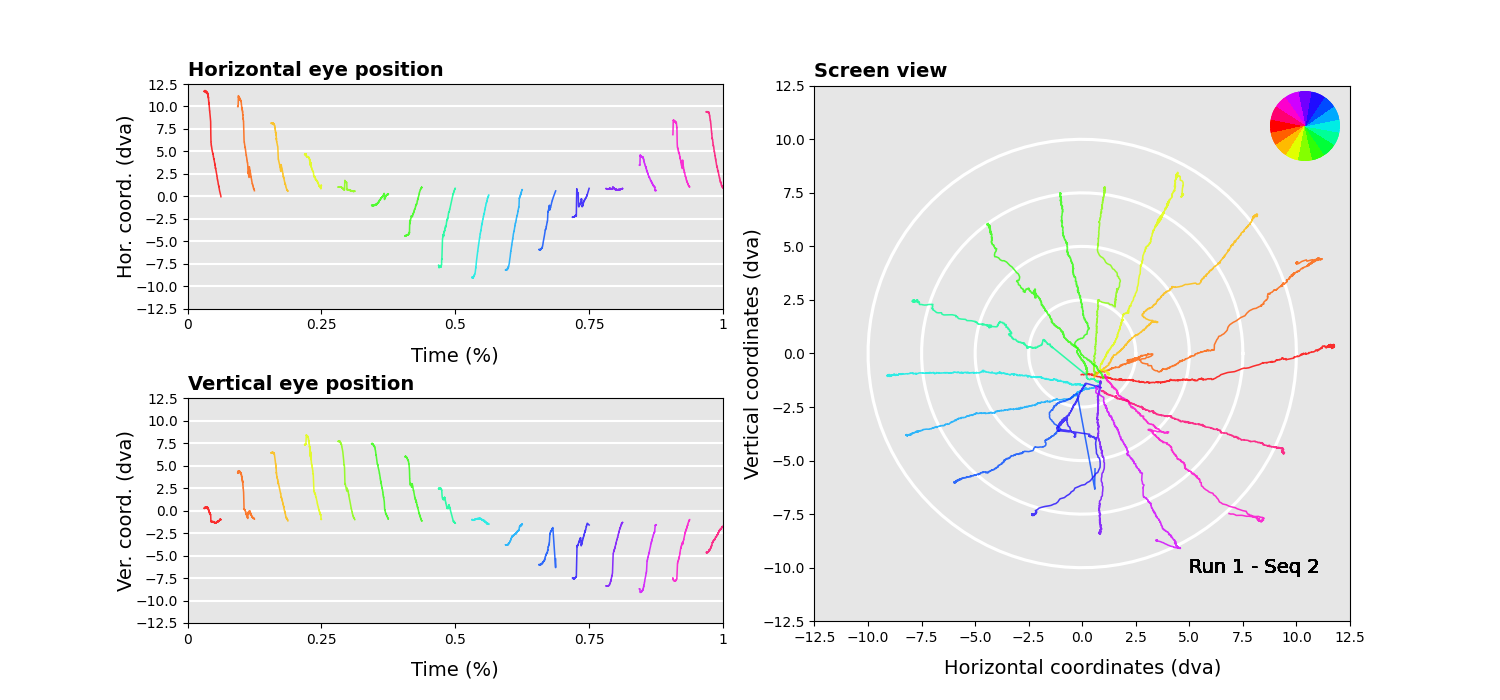 Horizontal eye position
12.5
10.0
7.5
5.0
2.5
0.0
−2.5
−5.0
−7.5
−10.0
−12.5
Hor. coord. (dva)
0 0.25 0.5 0.75 1
Time (%)
Vertical eye position
12.5
10.0
7.5
5.0
2.5
0.0
−2.5
−5.0
−7.5
−10.0
−12.5
Ver. coord. (dva)
0 0.25 0.5 0.75 1
Time (%)
Screen view
12.5
10.0
7.5
5.0
2.5
0.0
−2.5
−5.0
−7.5
−10.0
−12.5
Vertical coordinates (dva)
Run 1 - Seq 2
−12.5 −10.0 −7.5 −5.0 −2.5 0.0 2.5 5.0 7.5 10.0 12.5
Horizontal coordinates (dva)